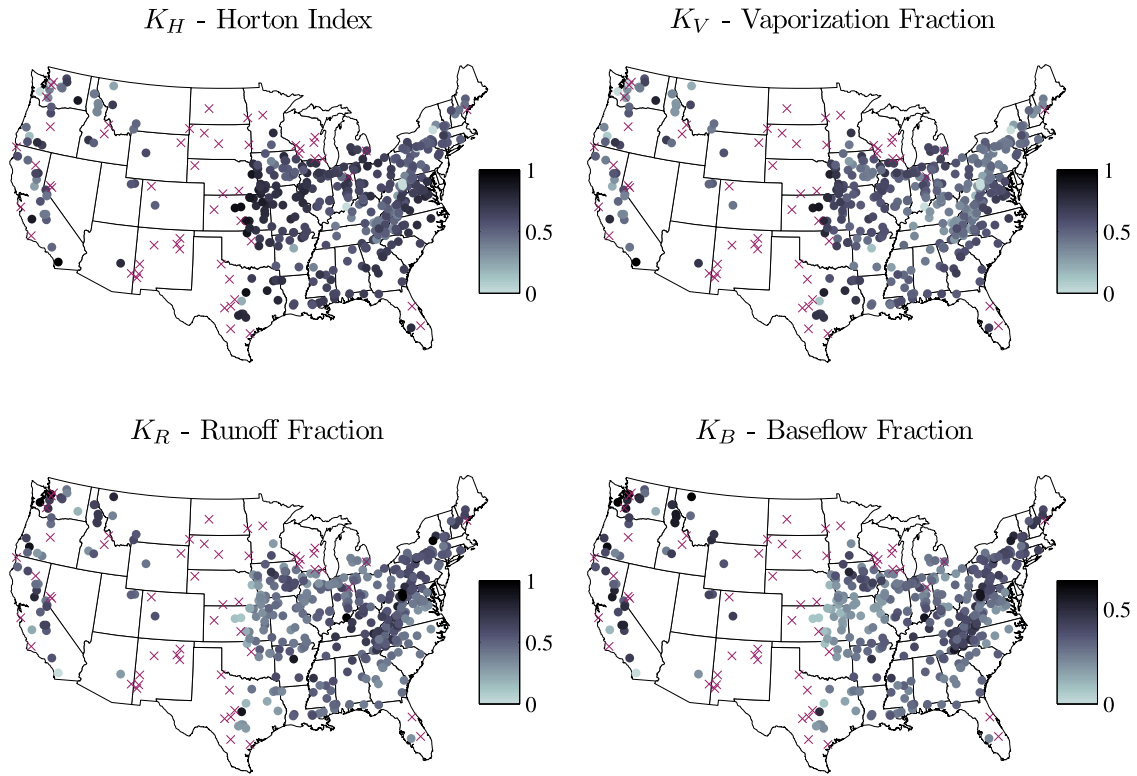 K_H - Horton Index
K_V - Vaporization Fraction
1
0.5
0
1
0.5
0
K_R - Runoff Fraction
K_B - Baseflow Fraction
1
0.5
0
0.5
0